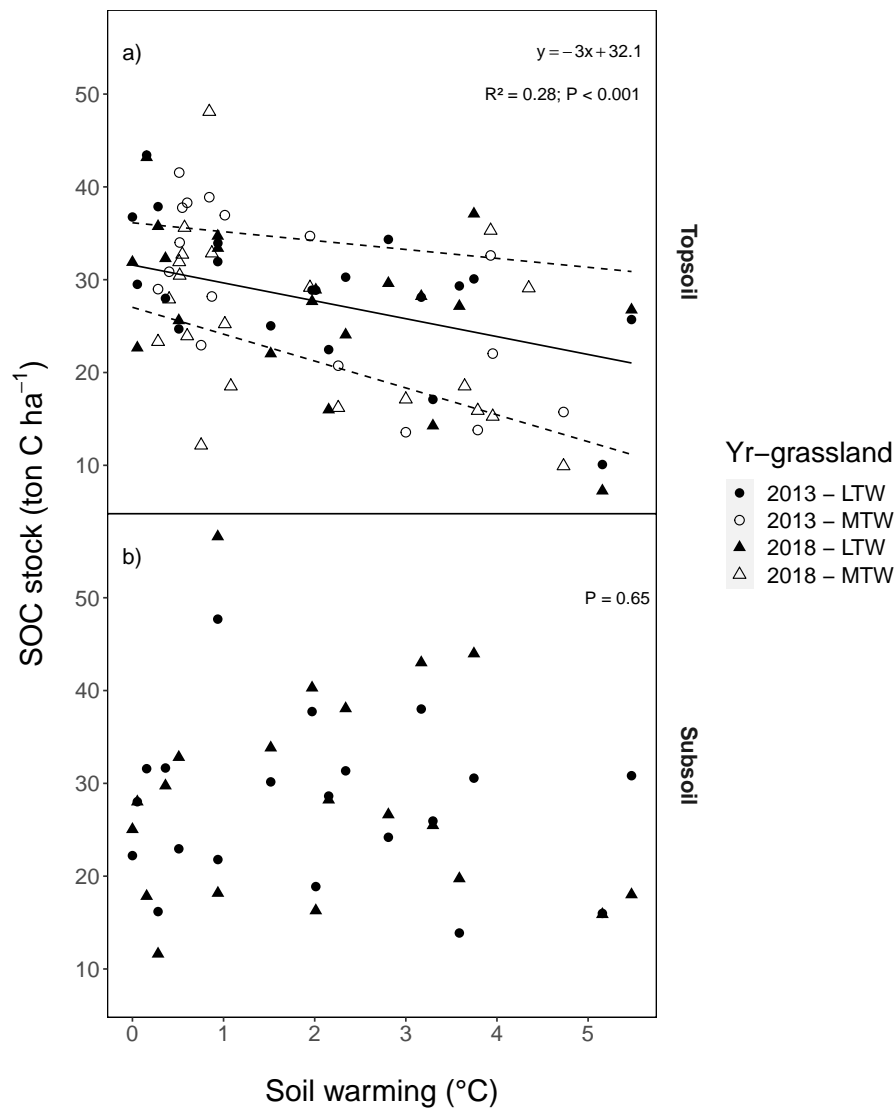 a)
y = −3x + 32.1
R² = 0.28; P < 0.001
50
40
30
20
10
Topsoil
SOC stock (ton C ha⁻¹)
Yr−grassland
2013 − LTW
2013 − MTW
2018 − LTW
2018 − MTW
b)
P = 0.65
50
40
30
20
10
Subsoil
0 1 2 3 4 5
Soil warming (°C)